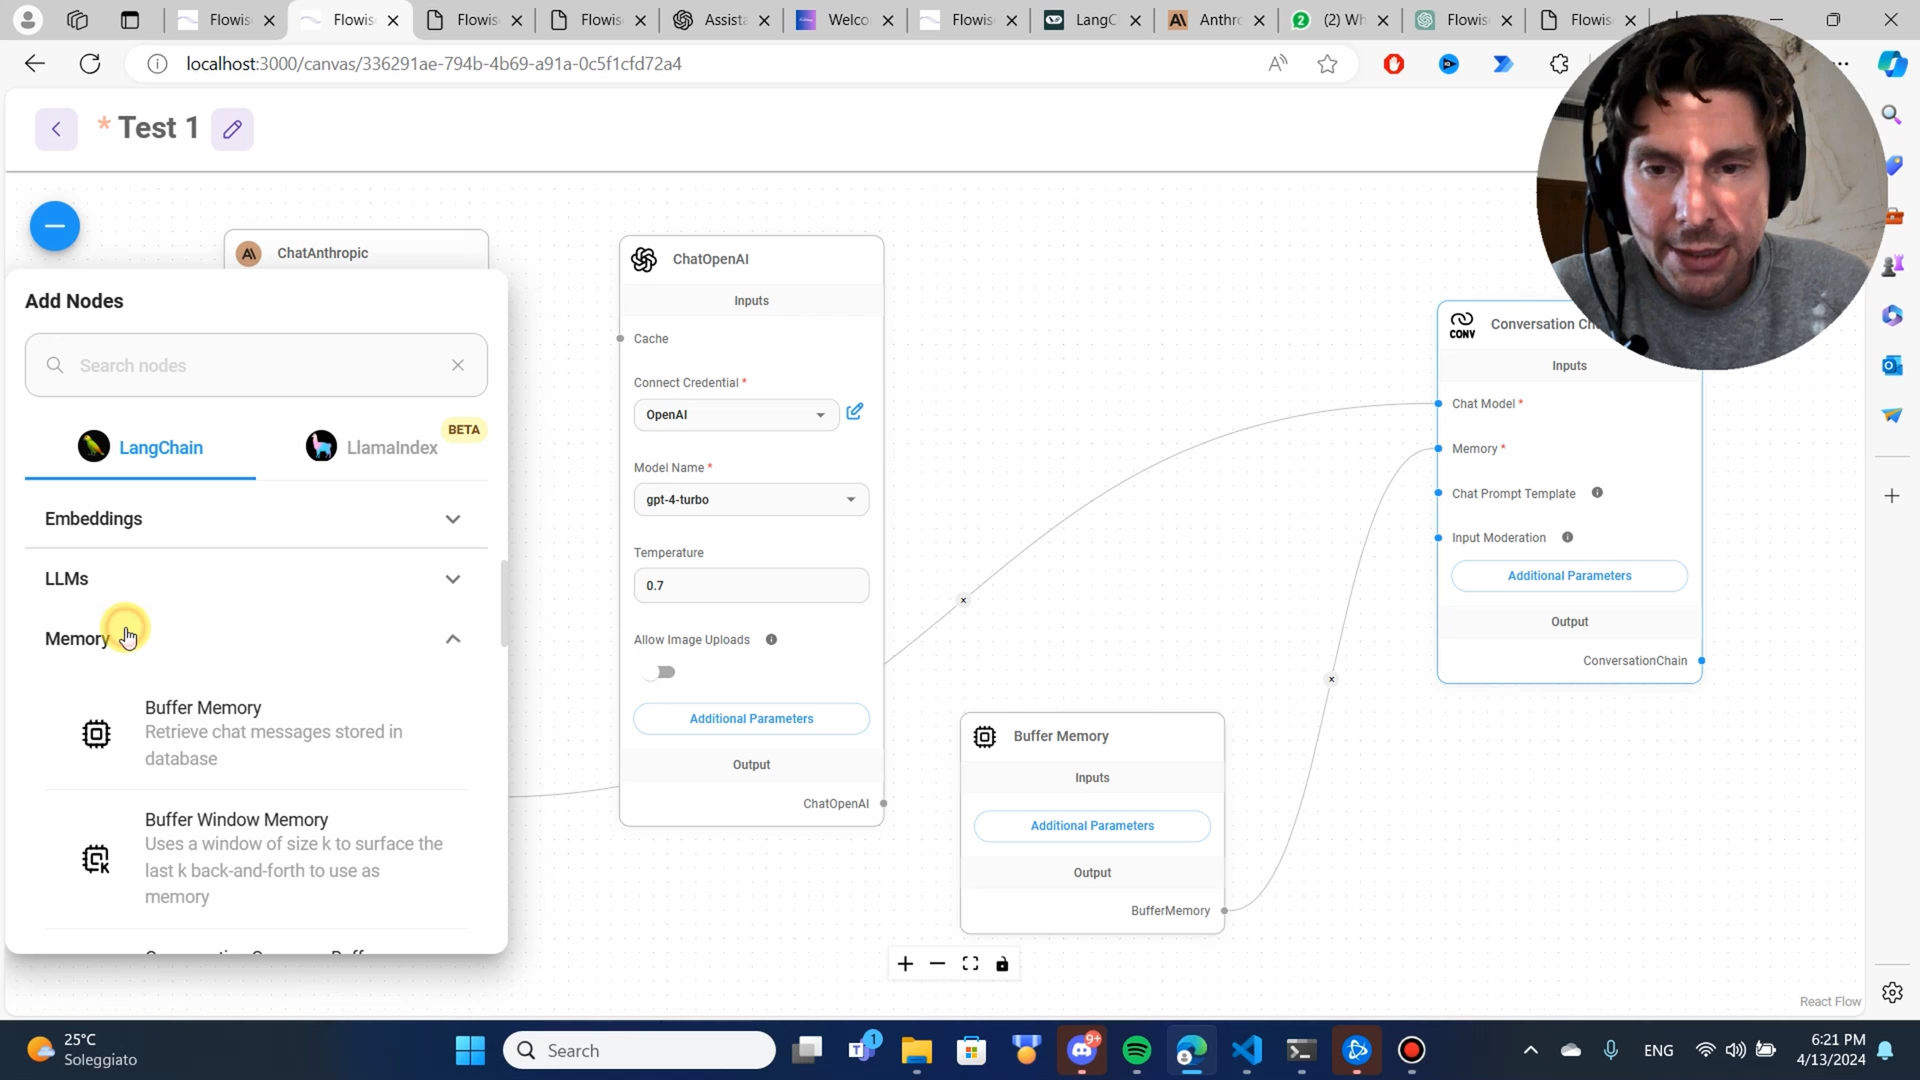 Flowis
Flowis
Flowis
Flowis
Assista
Welco
Flowis
LangC
Anthr
2
(2) Wh
Flowis
Flowis
localhost:3000/canvas/336291ae-794b-4b69-a91a-0c5f1cfd72a4
* Test 1
ChatAnthropic
Add Nodes
Search nodes
LangChain
LlamaIndex
BETA
Embeddings
LLMs
Memory
Buffer Memory
Retrieve chat messages stored in
database
Buffer Window Memory
Uses a window of size k to surface the
last k back-and-forth to use as
memory
ChatOpenAI
Inputs
Cache
Connect Credential *
OpenAI
Model Name *
gpt-4-turbo
Temperature
0.7
Allow Image Uploads
Additional Parameters
Output
ChatOpenAI
Buffer Memory
Inputs
Additional Parameters
Output
BufferMemory
CONV
Conversation Ch
Inputs
Chat Model *
Memory *
Chat Prompt Template
Input Moderation
Additional Parameters
Output
ConversationChain
React Flow
25°C
Soleggiato
Search
1
9+
ENG
6:21 PM
4/13/2024